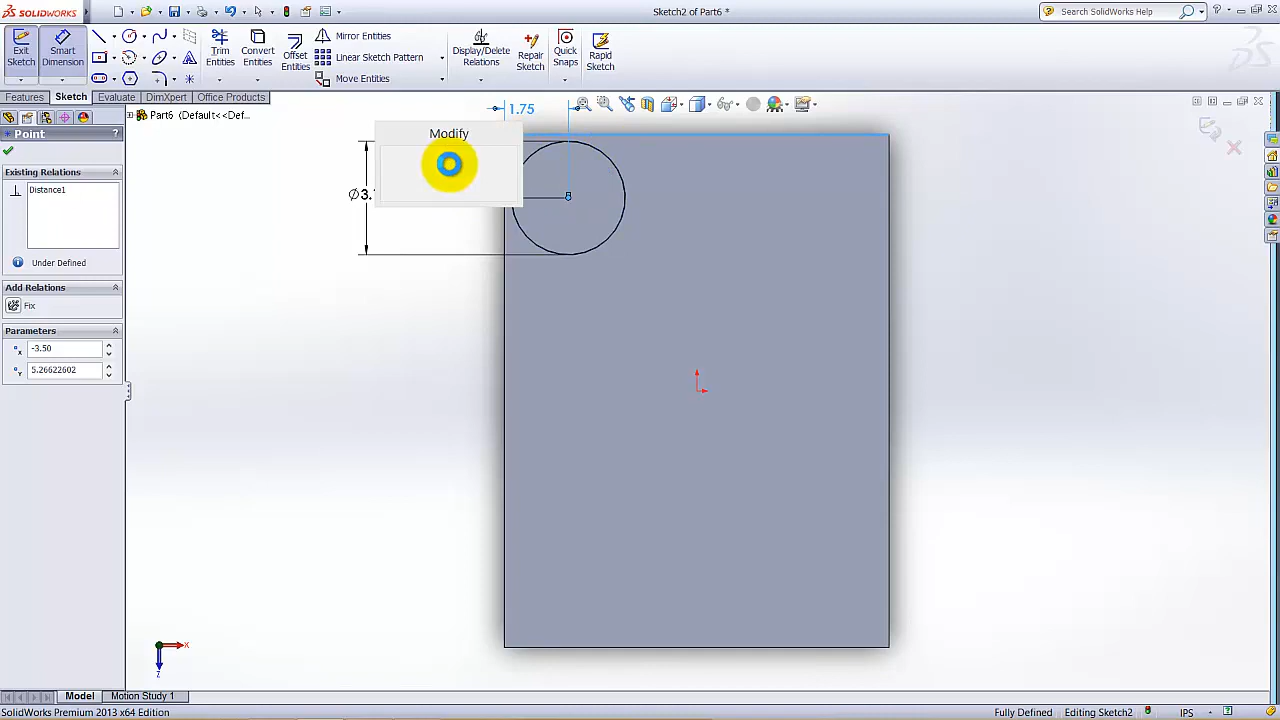 SOLIDWORKS
Sketch2 of Part6 *
Search SolidWorks Help
Exit Sketch
Smart Dimension
Trim Entities
Convert Entities
Offset Entities
Mirror Entities
Linear Sketch Pattern
Move Entities
Display/Delete Relations
Repair Sketch
Quick Snaps
Rapid Sketch
Features
Sketch
Evaluate
DimXpert
Office Products
Part6 (Default<<Def...
Point
?
Existing Relations
Distance1
Under Defined
Add Relations
Fix
Parameters
-3.50
5.26622602
1.75
Modify
Ø3.
X
Z
Model
Motion Study 1
SolidWorks Premium 2013 x64 Edition
Fully Defined
Editing Sketch2
IPS